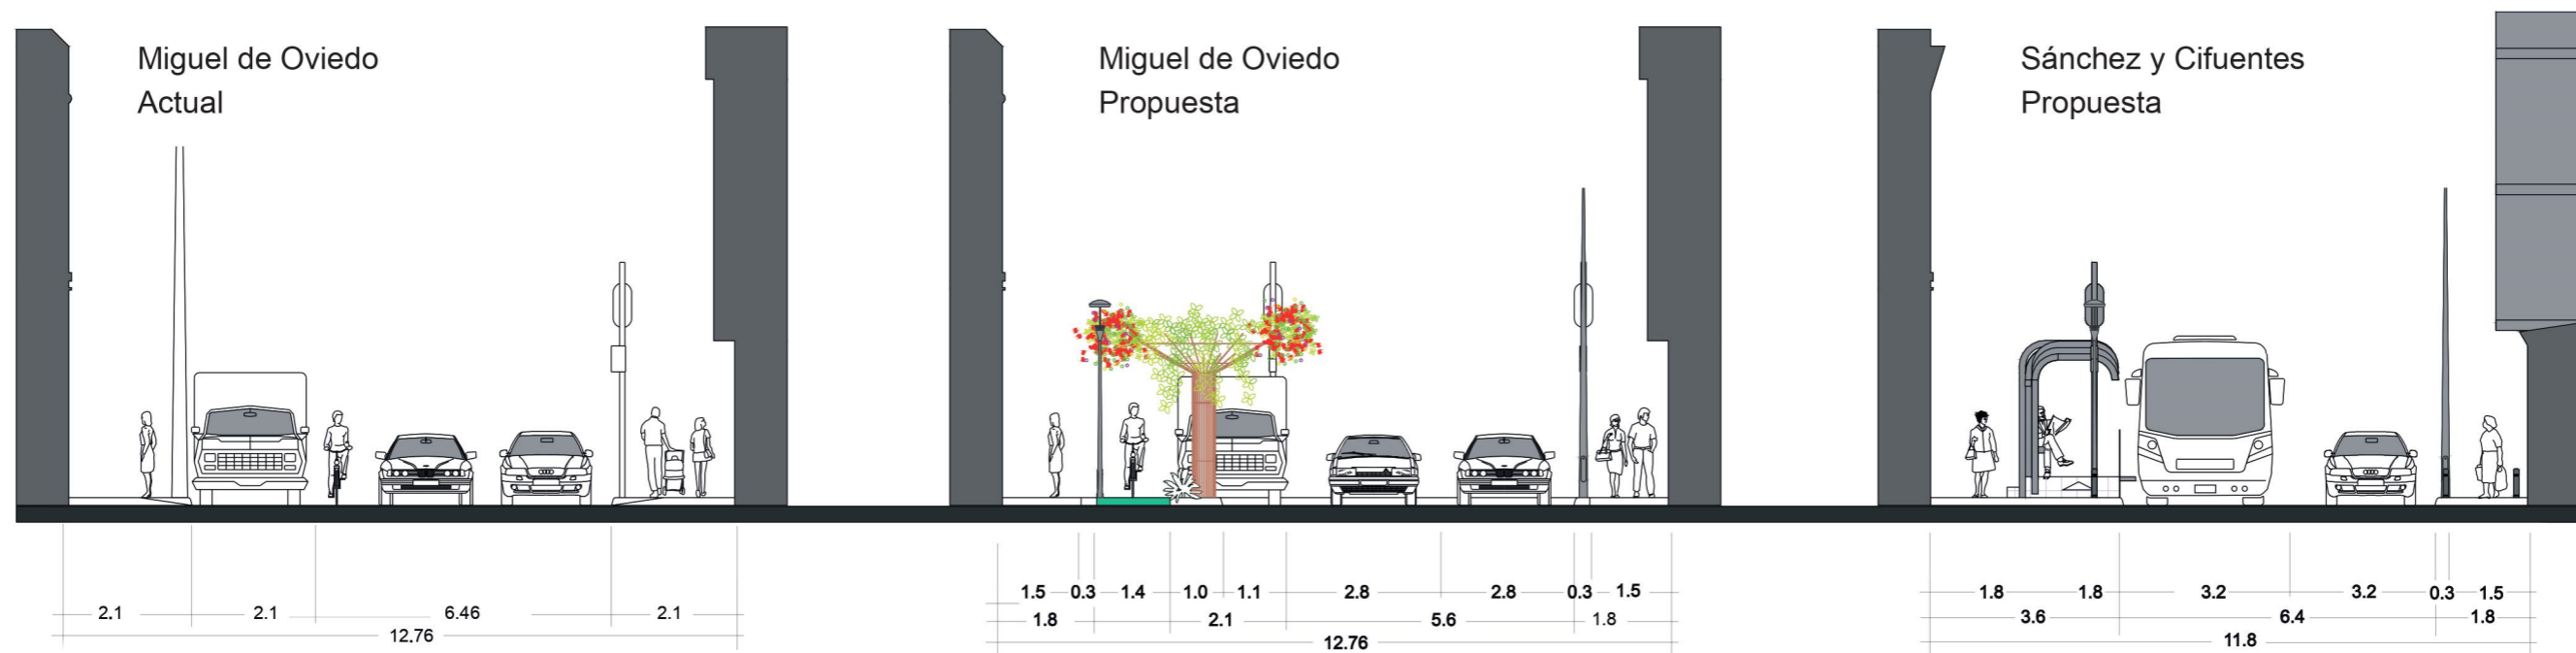 Miguel de Oviedo
Actual
2.1 2.1 6.46 2.1
12.76
Miguel de Oviedo
Propuesta
1.5 0.3 1.4 1.0 1.1 2.8 2.8 0.3 1.5
1.8 2.1 5.6 1.8
12.76
Sánchez y Cifuentes
Propuesta
1.8 1.8 3.2 3.2 0.3 1.5
3.6 6.4 1.8
11.8